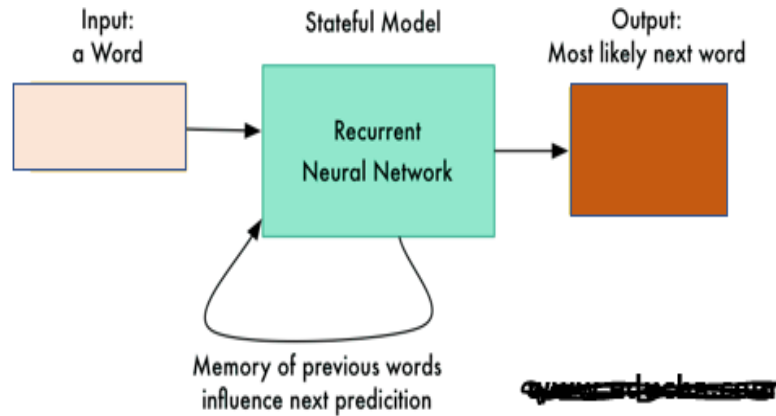 Input:
a Word
Stateful Model
Output:
Most likely next word
Recurrent
Neural Network
Memory of previous words
influence next predicition